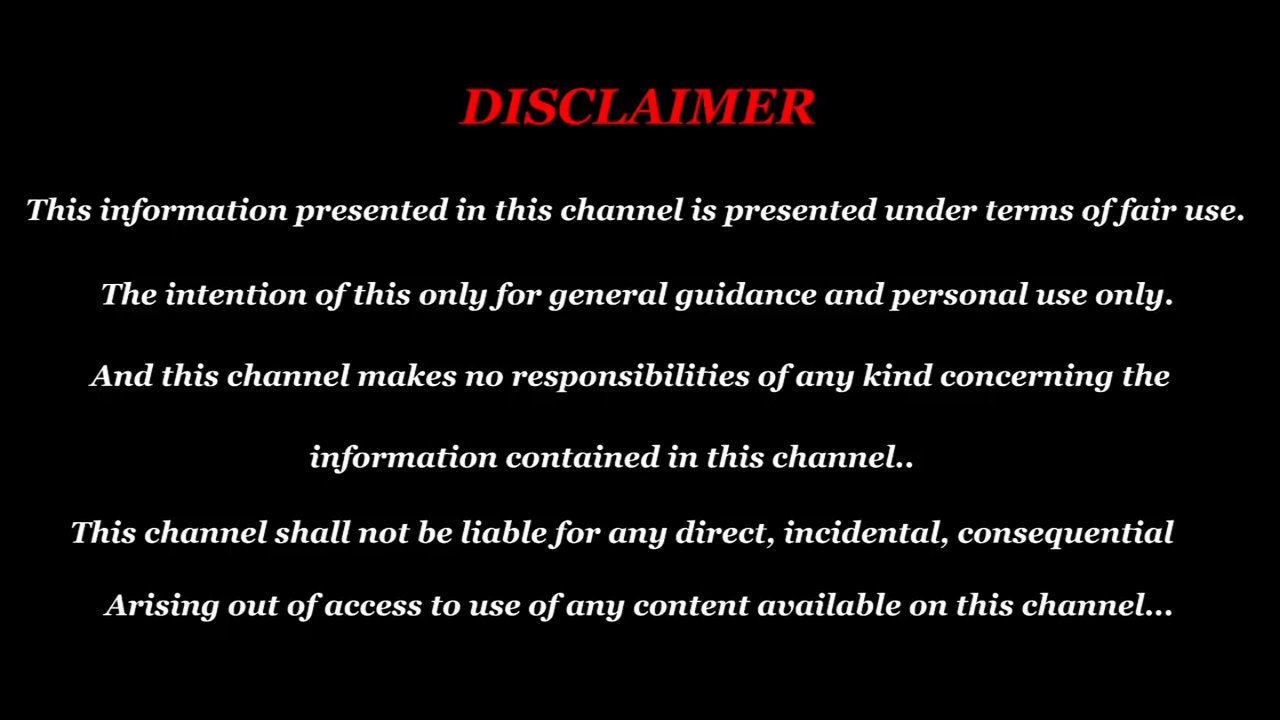 DISCLAIMER
This information presented in this channel is presented under terms of fair use.
The intention of this only for general guidance and personal use only.
And this channel makes no responsibilities of any kind concerning the
information contained in this channel..
This channel shall not be liable for any direct, incidental, consequential
Arising out of access to use of any content available on this channel...